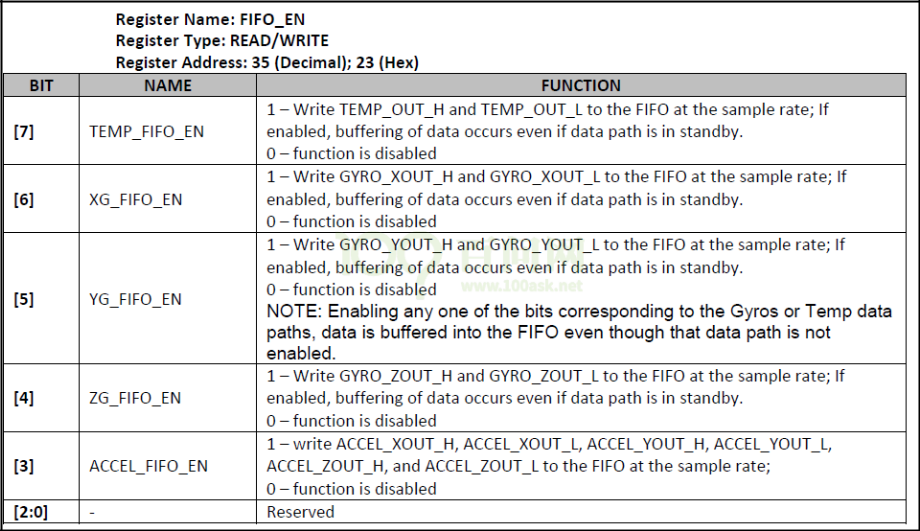 Register Name: FIFO_EN
Register Type: READ/WRITE
Register Address: 35 (Decimal); 23 (Hex)
BIT NAME FUNCTION
[7] TEMP_FIFO_EN 1 – Write TEMP_OUT_H and TEMP_OUT_L to the FIFO at the sample rate; If
enabled, buffering of data occurs even if data path is in standby.
0 – function is disabled
[6] XG_FIFO_EN 1 – Write GYRO_XOUT_H and GYRO_XOUT_L to the FIFO at the sample rate; If
enabled, buffering of data occurs even if data path is in standby.
0 – function is disabled
[5] YG_FIFO_EN 1 – Write GYRO_YOUT_H and GYRO_YOUT_L to the FIFO at the sample rate; If
enabled, buffering of data occurs even if data path is in standby.
0 – function is disabled
www.100ask.net
NOTE: Enabling any one of the bits corresponding to the Gyros or Temp data
paths, data is buffered into the FIFO even though that data path is not
enabled.
[4] ZG_FIFO_EN 1 – Write GYRO_ZOUT_H and GYRO_ZOUT_L to the FIFO at the sample rate; If
enabled, buffering of data occurs even if data path is in standby.
0 – function is disabled
[3] ACCEL_FIFO_EN 1 – write ACCEL_XOUT_H, ACCEL_XOUT_L, ACCEL_YOUT_H, ACCEL_YOUT_L,
ACCEL_ZOUT_H, and ACCEL_ZOUT_L to the FIFO at the sample rate;
0 – function is disabled
[2:0] - Reserved